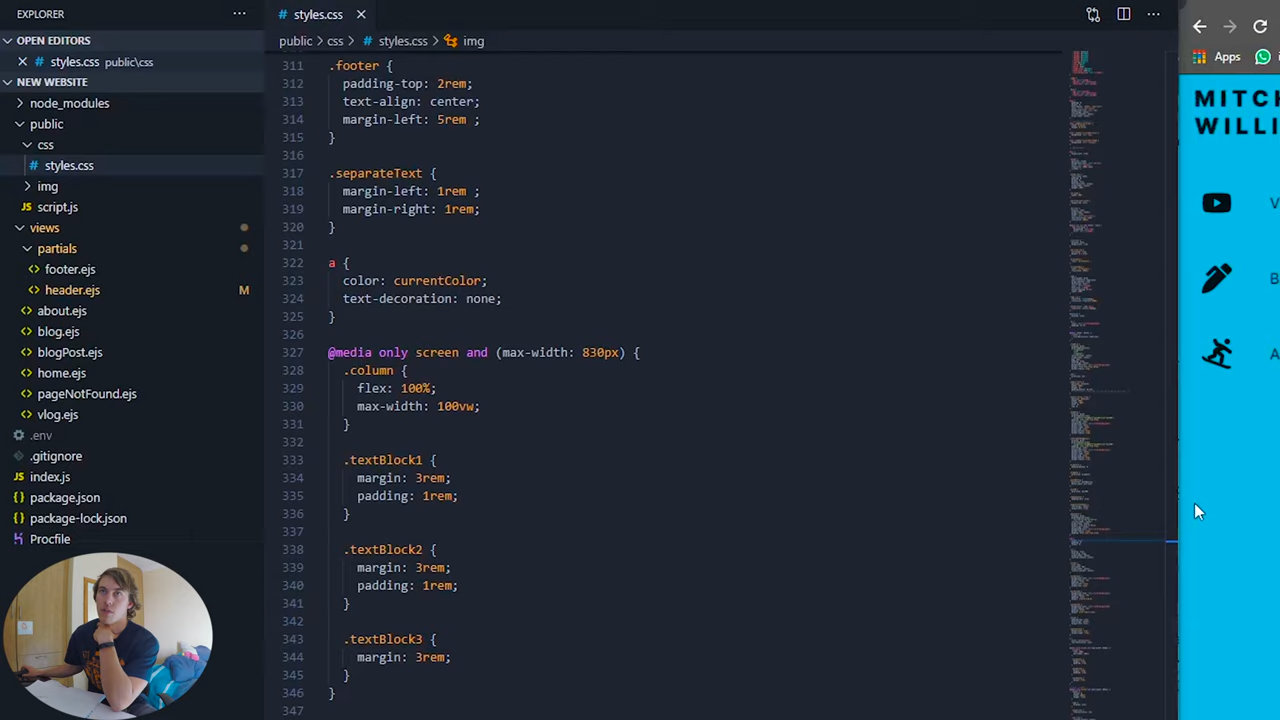 EXPLORER
···
OPEN EDITORS
styles.css public\css
NEW WEBSITE
node_modules
public
css
# styles.css
img
JS script.js
views
partials
<> footer.ejs
<> header.ejs M
<> about.ejs
<> blog.ejs
<> blogPost.ejs
<> home.ejs
<> pageNotFound.ejs
<> vlog.ejs
.env
.gitignore
JS index.js
{} package.json
{} package-lock.json
Procfile
# styles.css
public > css > # styles.css > img
311 .footer {
312 padding-top: 2rem;
313 text-align: center;
314 margin-left: 5rem ;
315 }
316
317 .separateText {
318 margin-left: 1rem ;
319 margin-right: 1rem;
320 }
321
322 a {
323 color: currentColor;
324 text-decoration: none;
325 }
326
327 @media only screen and (max-width: 830px) {
328 .column {
329 flex: 100%;
330 max-width: 100vw;
331 }
332
333 .textBlock1 {
334 margin: 3rem;
335 padding: 1rem;
336 }
337
338 .textBlock2 {
339 margin: 3rem;
340 padding: 1rem;
341 }
342
343 .textBlock3 {
344 margin: 3rem;
345 }
346 }
347
Apps
MITCH
WILLI
V
B
A